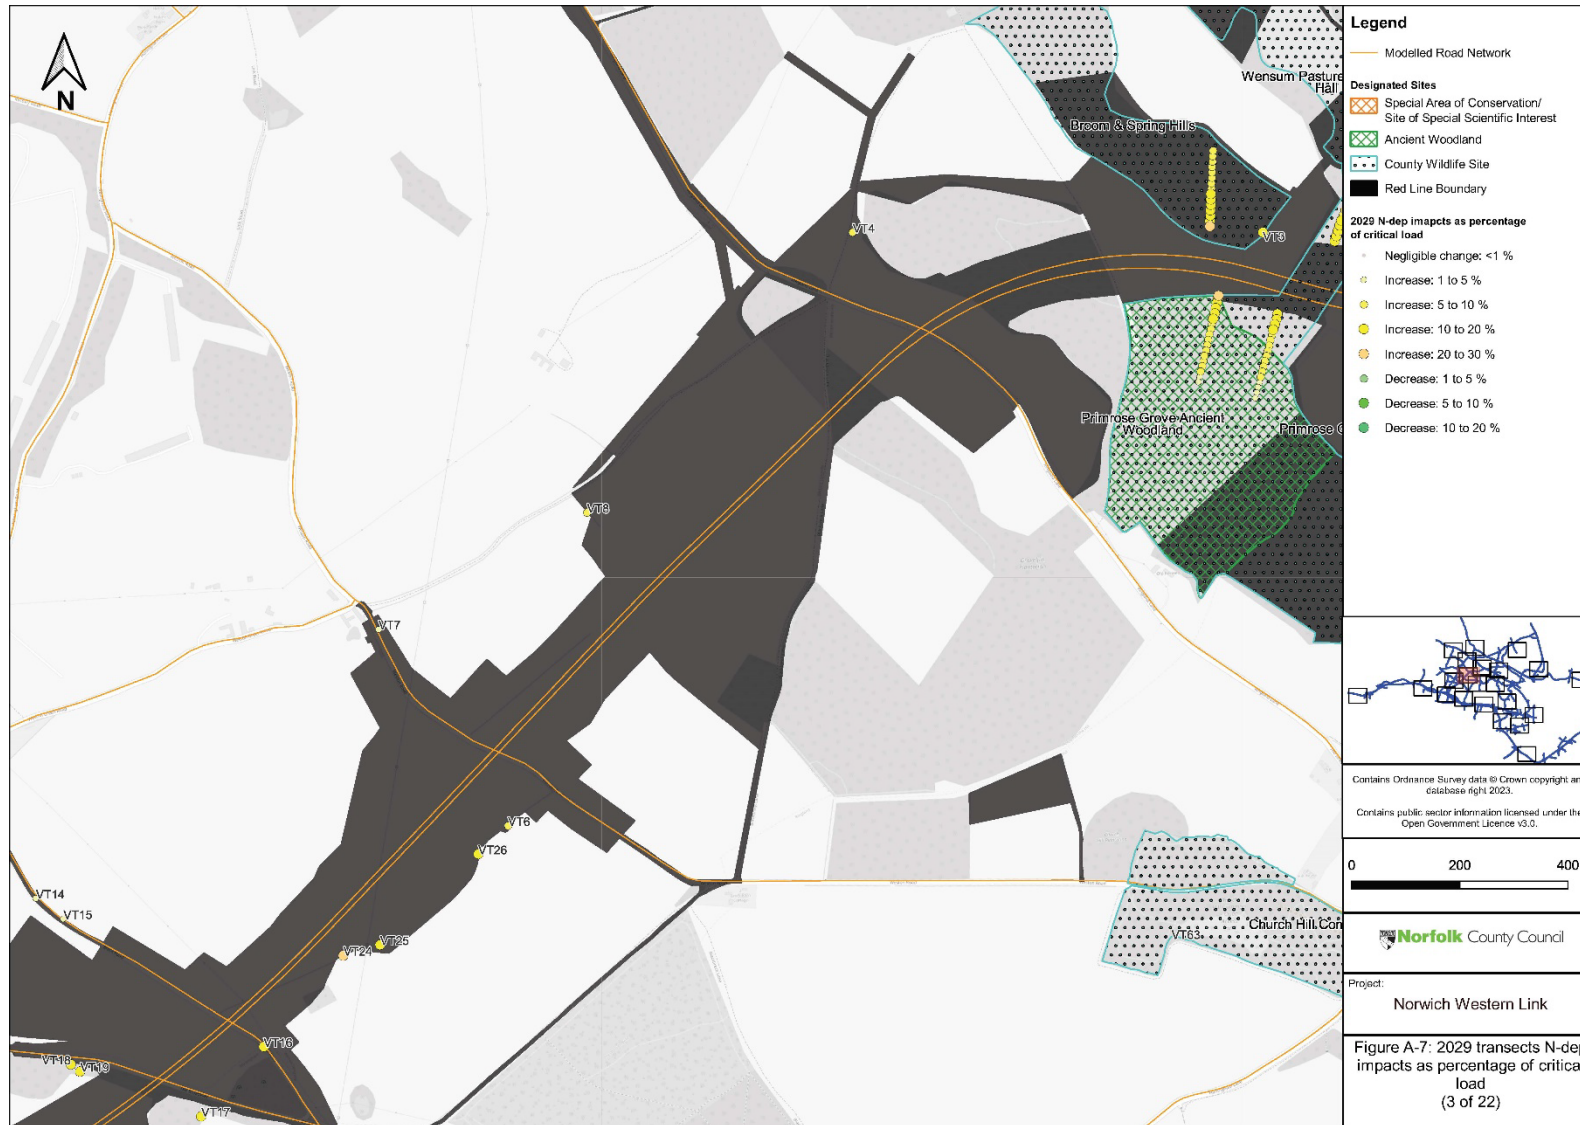 N
Wensum Pasture
Hall
Broom & Spring Hills
VT4
VT3
Primrose Grove Ancient
Woodland
Primrose G
VT8
VT7
VT6
VT26
VT14
VT15
VT25
VT24
VT63
Church Hill Con
VT16
VT18
VT19
VT17
Legend
Modelled Road Network
Designated Sites
Special Area of Conservation/
Site of Special Scientific Interest
Ancient Woodland
County Wildlife Site
Red Line Boundary
2029 N-dep imapcts as percentage
of critical load
Negligible change: <1 %
Increase: 1 to 5 %
Increase: 5 to 10 %
Increase: 10 to 20 %
Increase: 20 to 30 %
Decrease: 1 to 5 %
Decrease: 5 to 10 %
Decrease: 10 to 20 %
Contains Ordnance Survey data © Crown copyright an
database right 2023.
Contains public sector information licensed under the
Open Government Licence v3.0.
0 200 400
Norfolk County Council
Project:
Norwich Western Link
Figure A-7: 2029 transects N-dep
impacts as percentage of critical
load
(3 of 22)